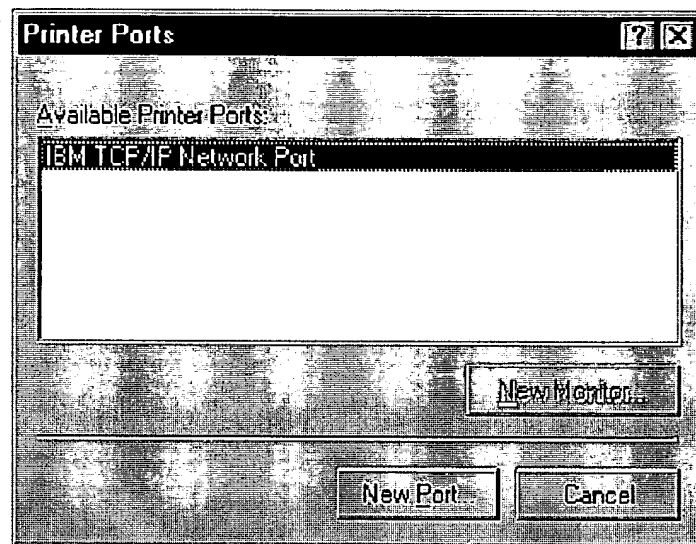 Printer Ports
Available Printer Ports:
IBM TCP/IP Network Port
New Monitor...
New Port...
Cancel